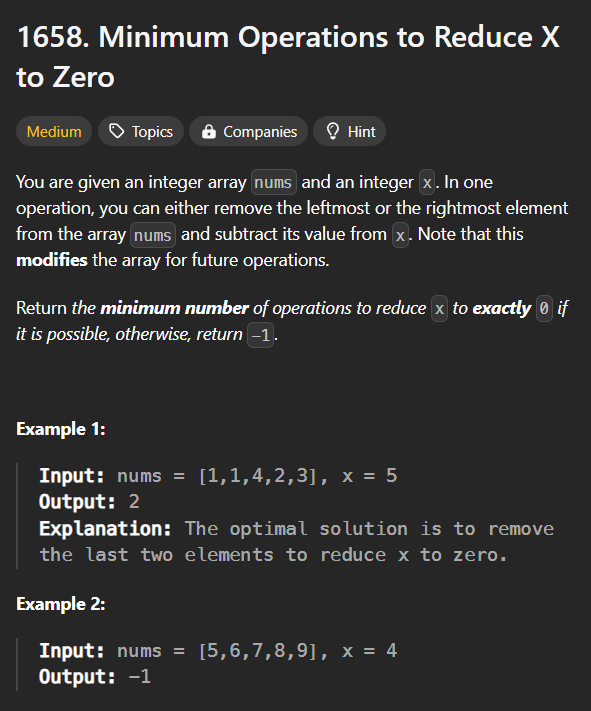 1658. Minimum Operations to Reduce X
to Zero
Medium Topics Companies Hint
You are given an integer array nums and an integer x. In one
operation, you can either remove the leftmost or the rightmost element
from the array nums and subtract its value from x. Note that this
modifies the array for future operations.
Return the minimum number of operations to reduce x to exactly 0 if
it is possible, otherwise, return -1.
Example 1:
Input: nums = [1,1,4,2,3], x = 5
Output: 2
Explanation: The optimal solution is to remove
the last two elements to reduce x to zero.
Example 2:
Input: nums = [5,6,7,8,9], x = 4
Output: -1